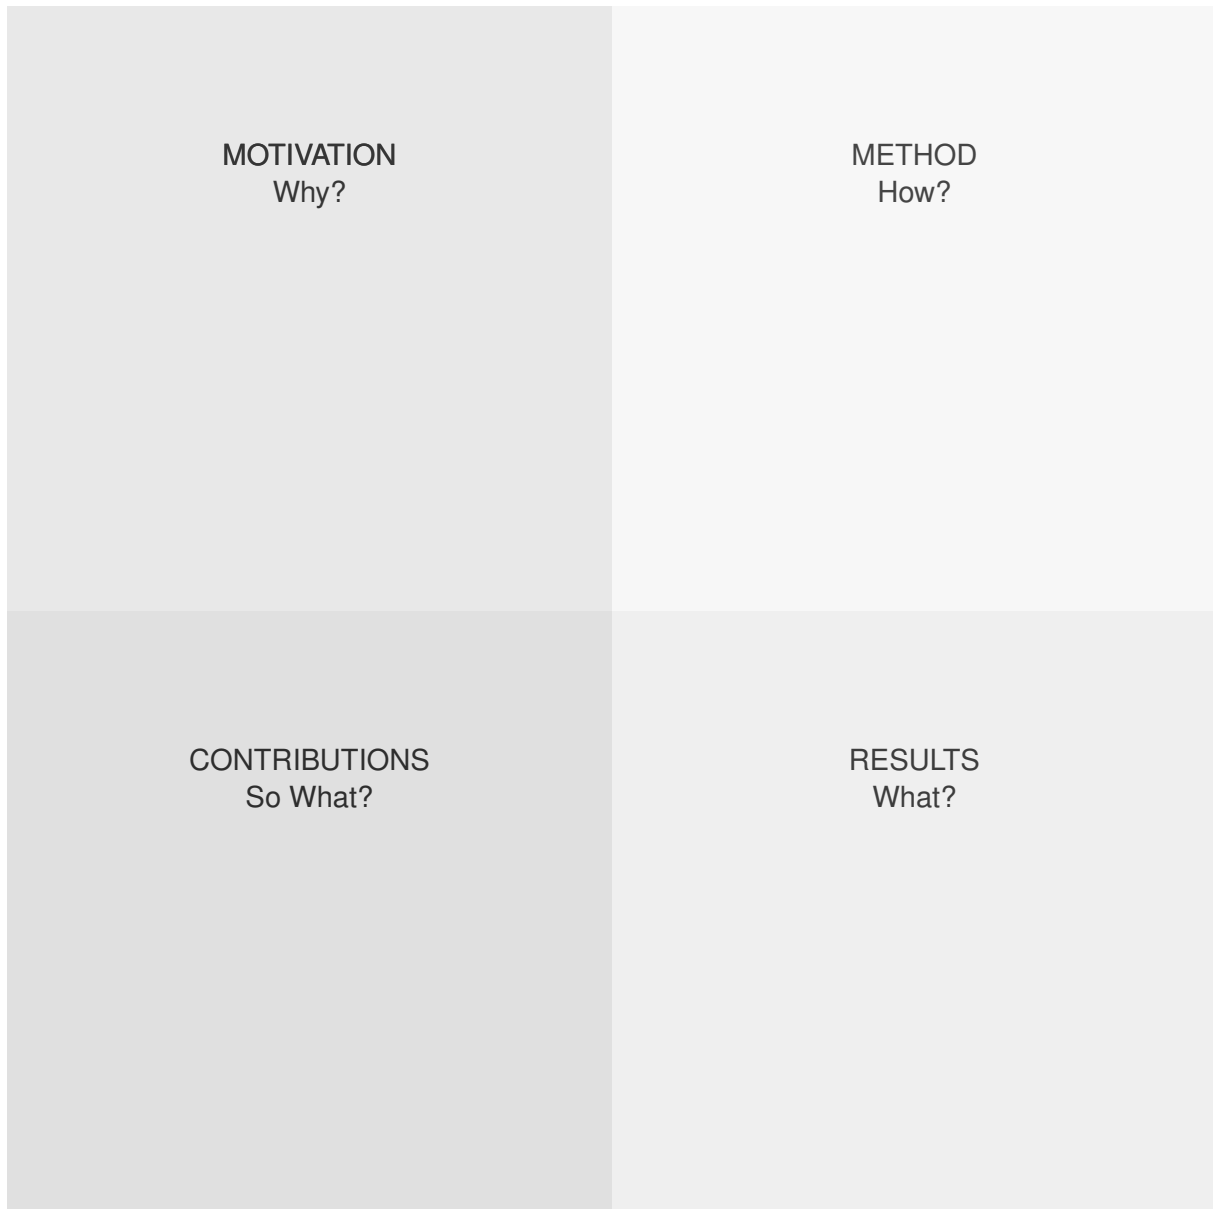 MOTIVATION
Why?
METHOD
How?
CONTRIBUTIONS
So What?
RESULTS
What?